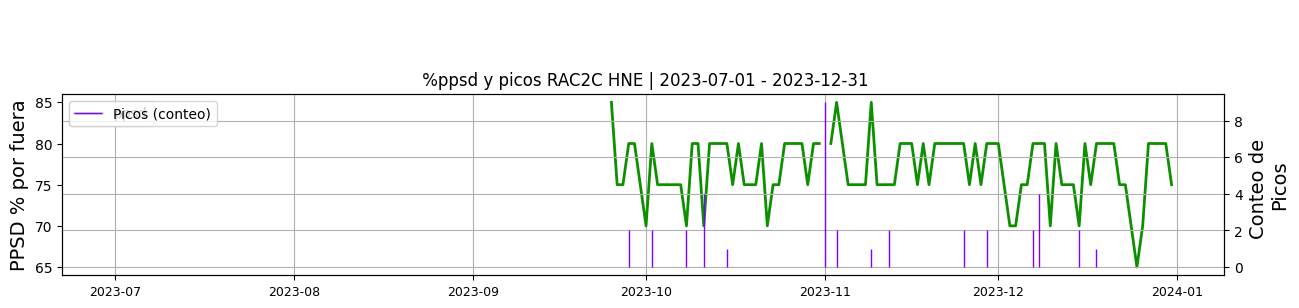 %ppsd y picos RAC2C HNE | 2023-07-01 - 2023-12-31
PPSD % por fuera
85
80
75
70
65
Picos (conteo)
8
6
4
2
0
Conteo de
Picos
2023-07 2023-08 2023-09 2023-10 2023-11 2023-12 2024-01